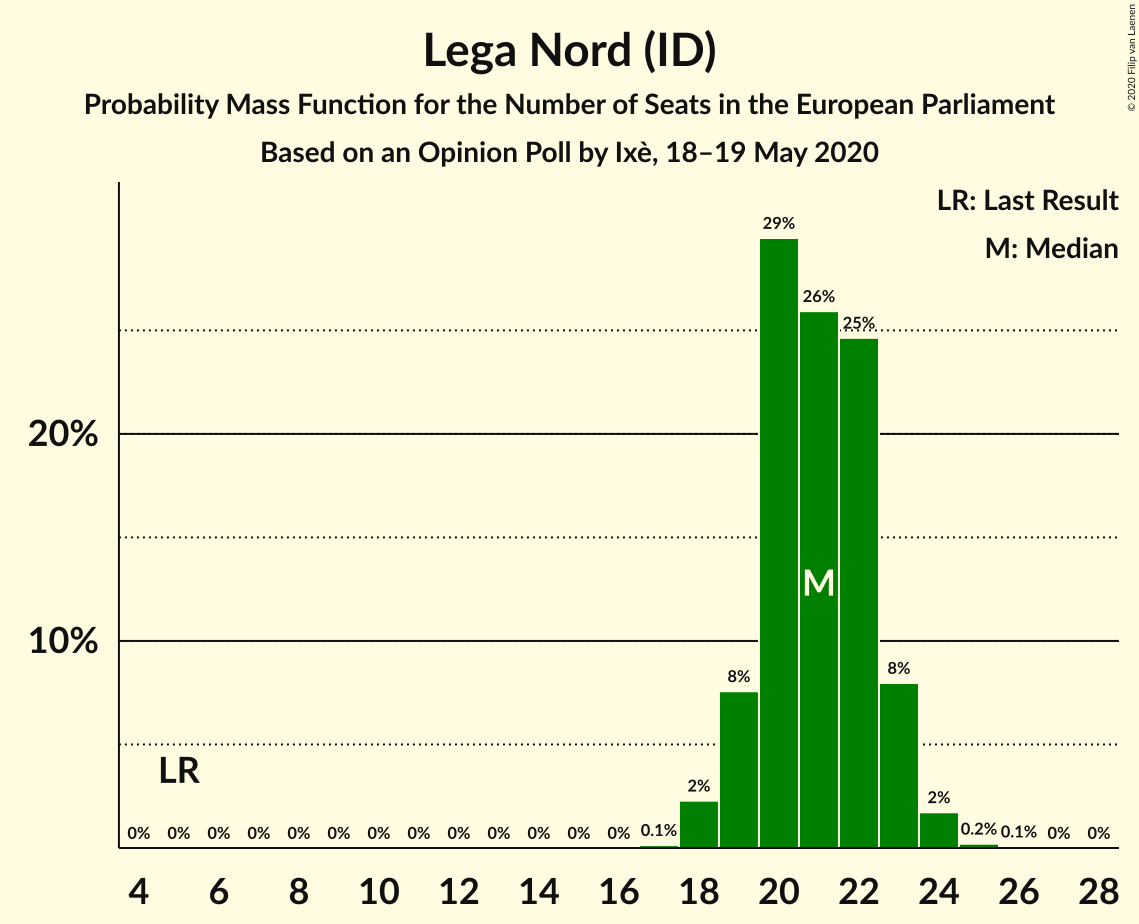 Lega Nord (ID)
Probability Mass Function for the Number of Seats in the European Parliament
Based on an Opinion Poll by Ixè, 18–19 May 2020
© 2020 Filip van Laenen
LR: Last Result
M: Median
29%
26%
25%
20%
M
10%
8%
8%
LR
2%
2%
0% 0% 0% 0% 0% 0% 0% 0% 0% 0% 0% 0% 0% 0.1% 0.2% 0.1% 0% 0%
4 6 8 10 12 14 16 18 20 22 24 26 28